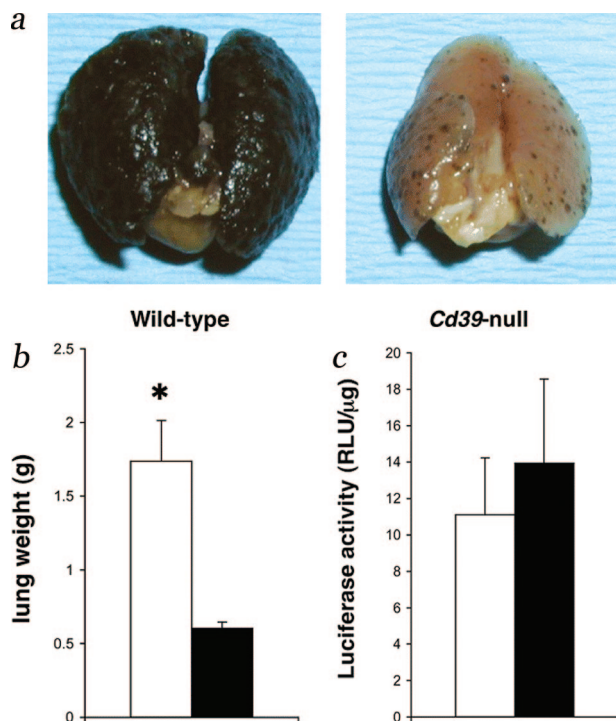 a
Wild-type
Cd39-null
b
lung weight (g)
2.5
2
1.5
1
0.5
0
*
c
Luciferase activity (RLU/µg)
20
18
16
14
12
10
8
6
4
2
0